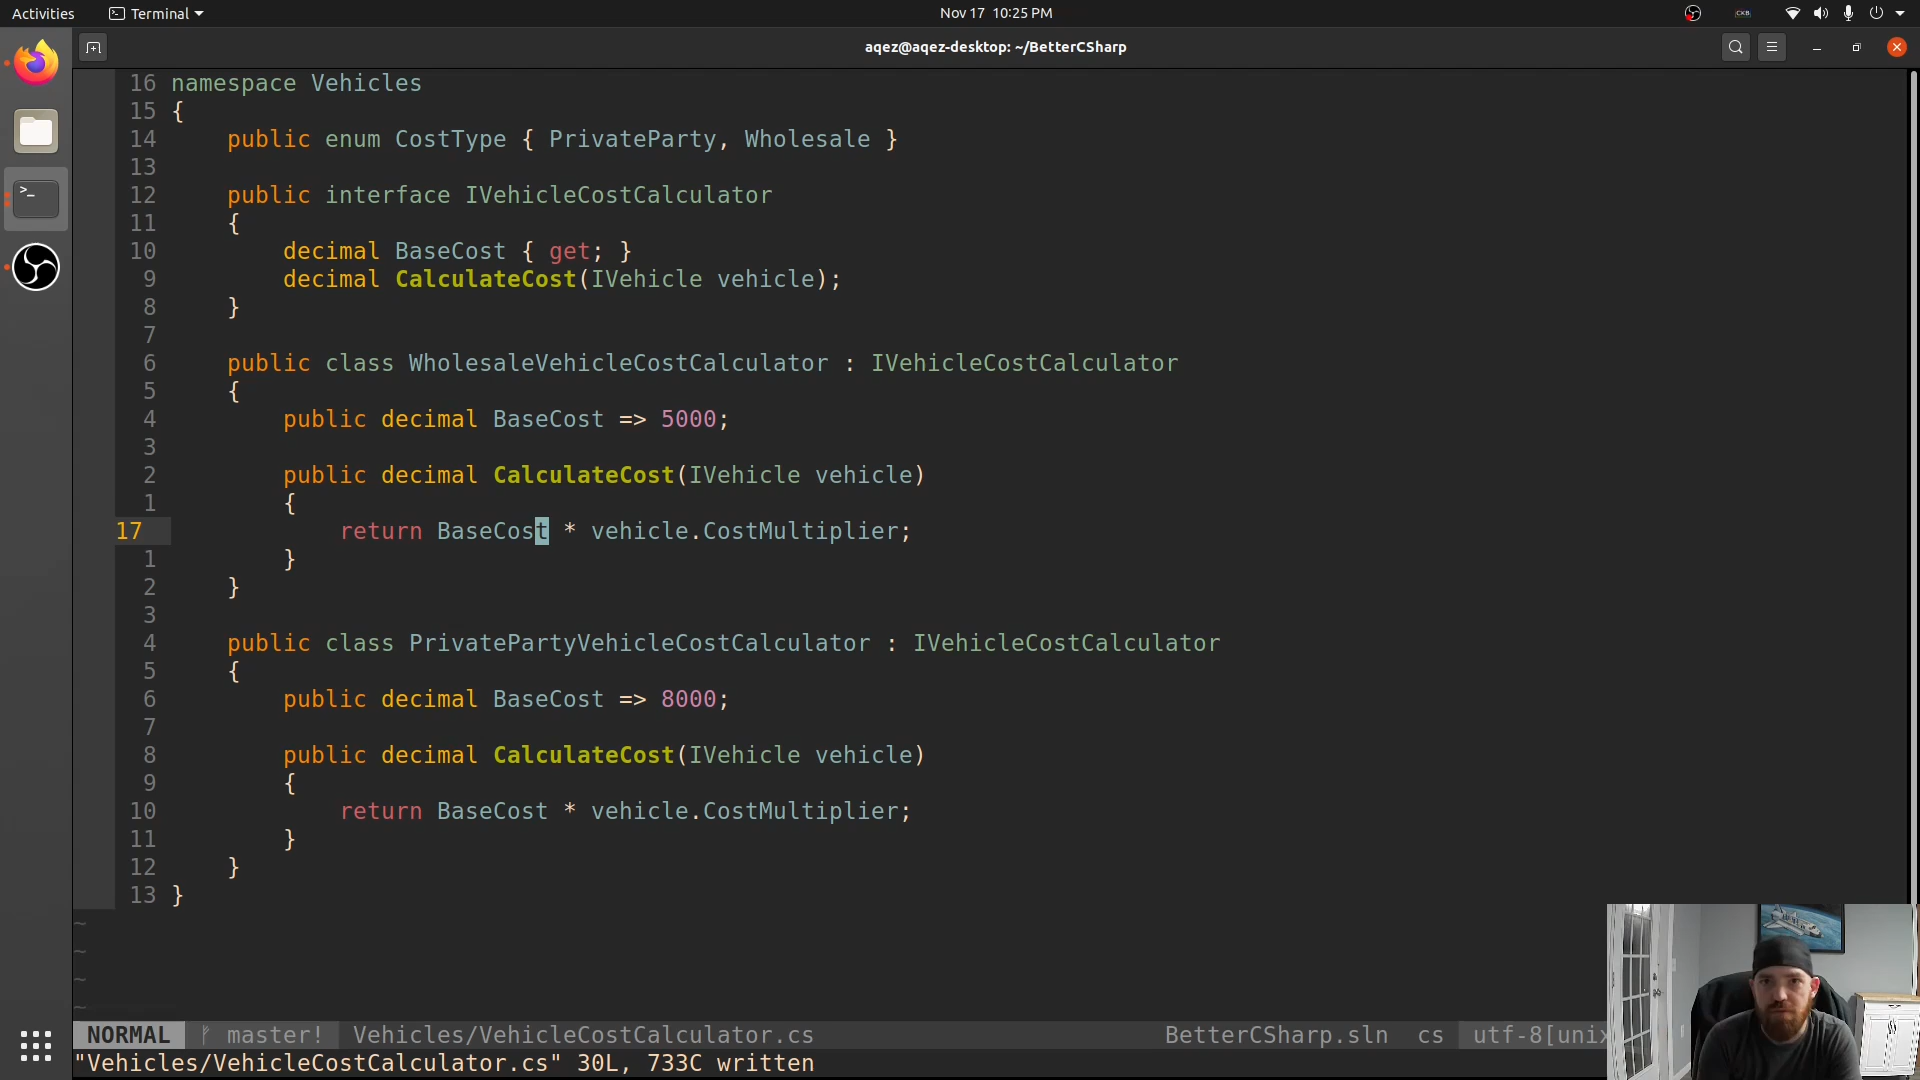 Activities Terminal Nov 17 10:25 PM CKB
aqez@aqez-desktop: ~/BetterCSharp
16 namespace Vehicles
15 {
14 public enum CostType { PrivateParty, Wholesale }
13
12 public interface IVehicleCostCalculator
11 {
10 decimal BaseCost { get; }
9 decimal CalculateCost(IVehicle vehicle);
8 }
7
6 public class WholesaleVehicleCostCalculator : IVehicleCostCalculator
5 {
4 public decimal BaseCost => 5000;
3
2 public decimal CalculateCost(IVehicle vehicle)
1 {
17 return BaseCost * vehicle.CostMultiplier;
1 }
2 }
3
4 public class PrivatePartyVehicleCostCalculator : IVehicleCostCalculator
5 {
6 public decimal BaseCost => 8000;
7
8 public decimal CalculateCost(IVehicle vehicle)
9 {
10 return BaseCost * vehicle.CostMultiplier;
11 }
12 }
13 }
~
~
~
~
NORMAL master! Vehicles/VehicleCostCalculator.cs BetterCSharp.sln cs utf-8[unix
"Vehicles/VehicleCostCalculator.cs" 30L, 733C written